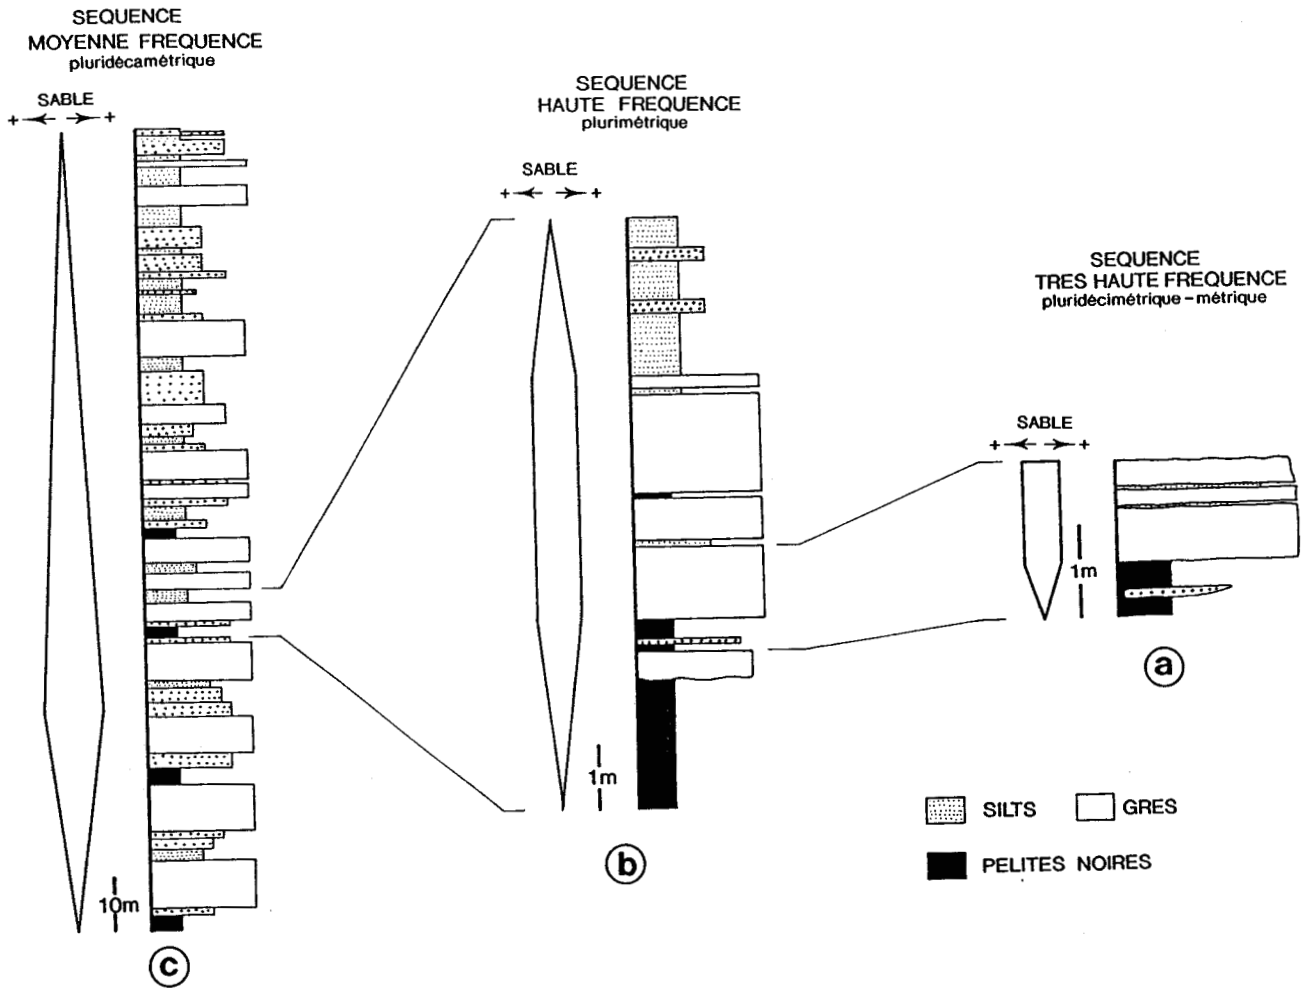 SEQUENCE
MOYENNE FREQUENCE
pluridécamétrique
+ SABLE +
10m
c
SEQUENCE
HAUTE FREQUENCE
plurimétrique
SABLE
+ +
1m
b
SEQUENCE
TRES HAUTE FREQUENCE
pluridécimétrique – métrique
SABLE
+ +
1m
a
SILTS
GRES
PELITES NOIRES